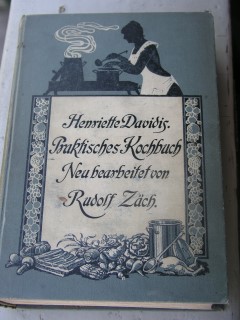 Henriette Davidis.
Praktisches Kochbuch
Neu bearbeitet von
Rudolf Zäch.